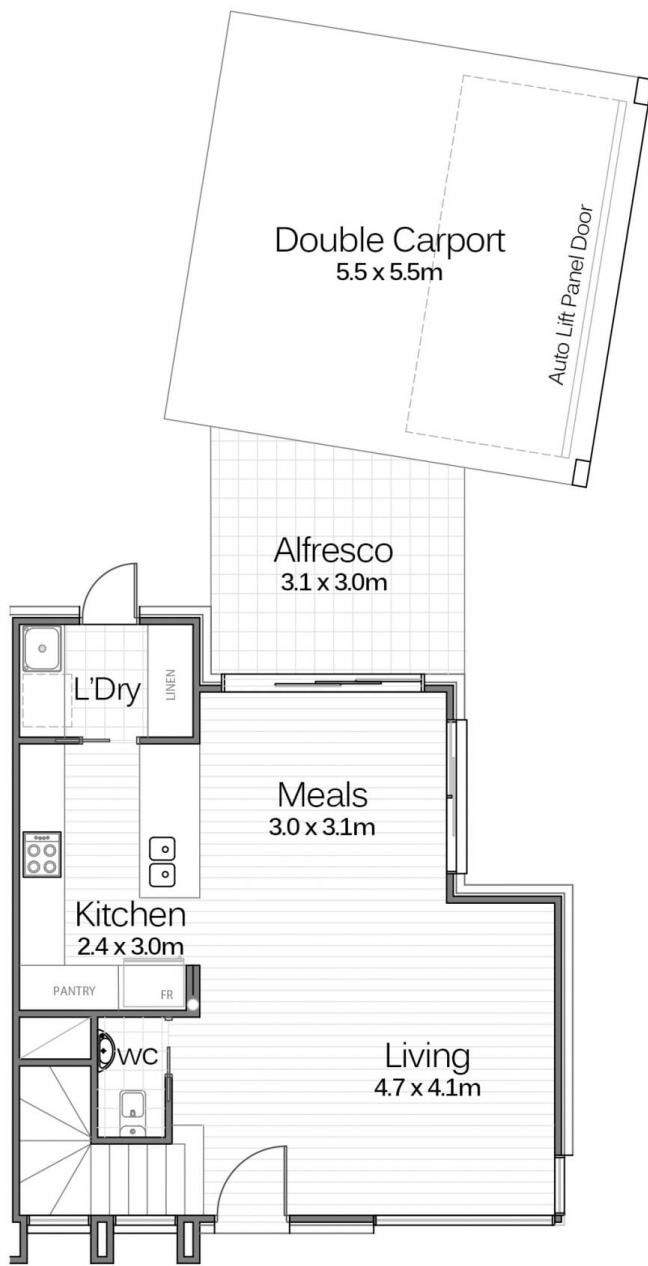 Double Carport
5.5 x 5.5m
Auto Lift Panel Door
Alfresco
3.1 x 3.0m
L'Dry
LINEN
Meals
3.0 x 3.1m
Kitchen
2.4 x 3.0m
PANTRY
FR
WC
Living
4.7 x 4.1m